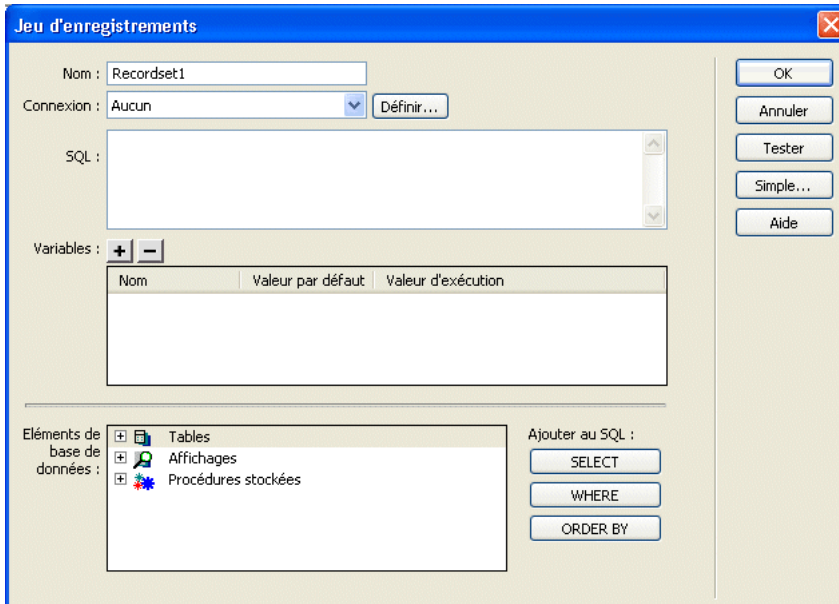 Jeu d'enregistrements
Nom : Recordset1
Connexion : Aucun Définir...
SQL :
Variables : + −
Nom Valeur par défaut Valeur d'exécution
Eléments de base de données :
Tables
Affichages
Procédures stockées
Ajouter au SQL :
SELECT
WHERE
ORDER BY
OK
Annuler
Tester
Simple...
Aide